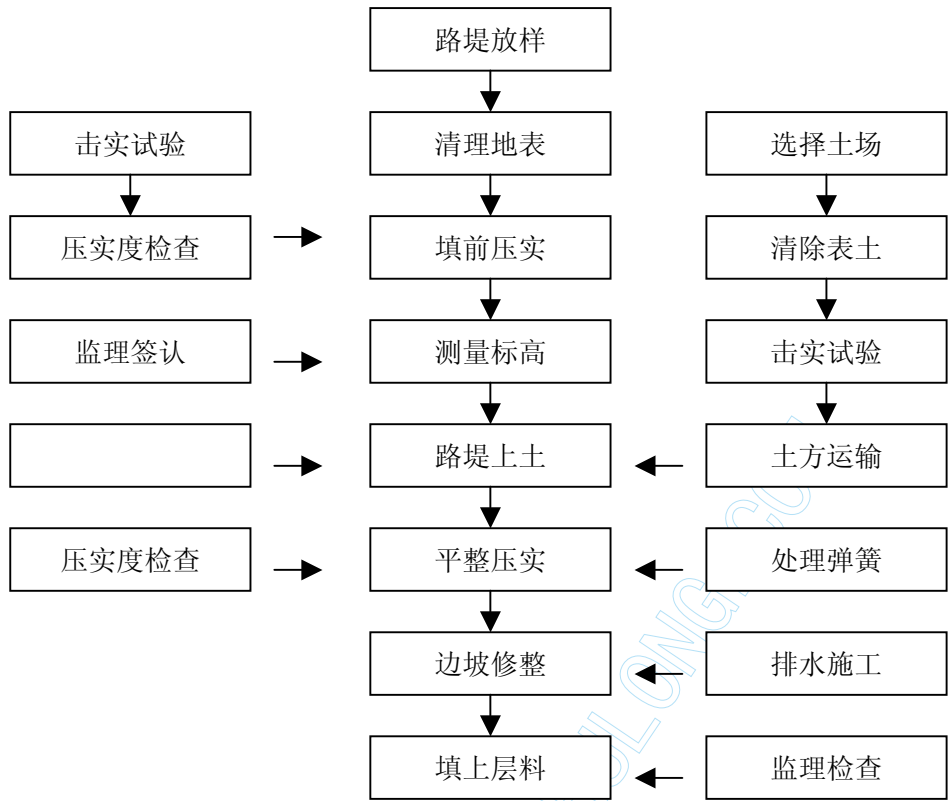 路堤放样
击实试验
清理地表
选择土场
压实度检查
填前压实
清除表土
监理签认
测量标高
击实试验
路堤上土
土方运输
压实度检查
平整压实
处理弹簧
边坡修整
排水施工
填上层料
监理检查